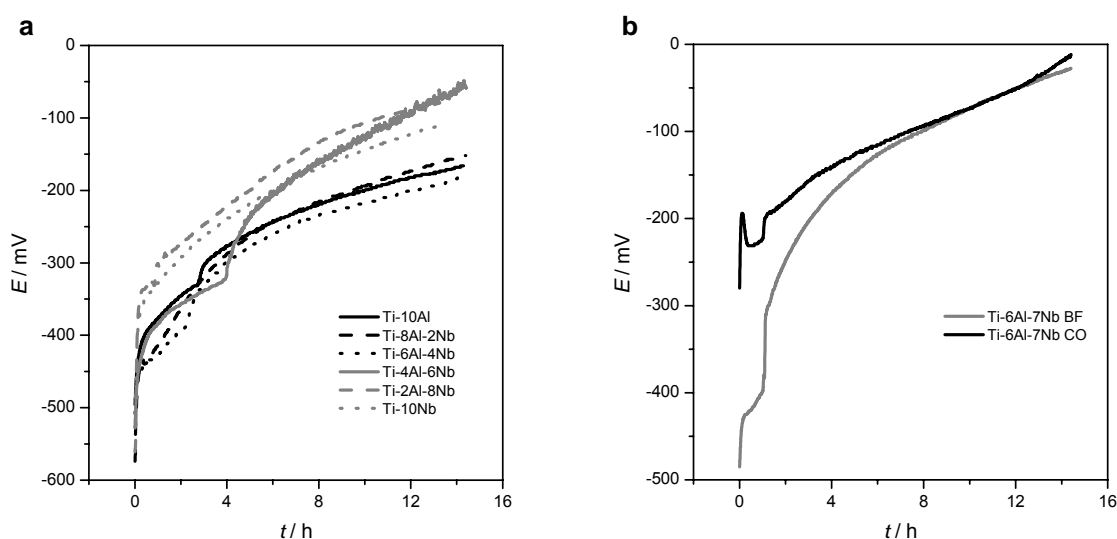 a
0
-100
-200
-300
-400
-500
-600
E / mV
0 4 8 12 16
t / h
Ti-10Al
Ti-8Al-2Nb
Ti-6Al-4Nb
Ti-4Al-6Nb
Ti-2Al-8Nb
Ti-10Nb
b
0
-100
-200
-300
-400
-500
E / mV
0 4 8 12 16
t / h
Ti-6Al-7Nb BF
Ti-6Al-7Nb CO